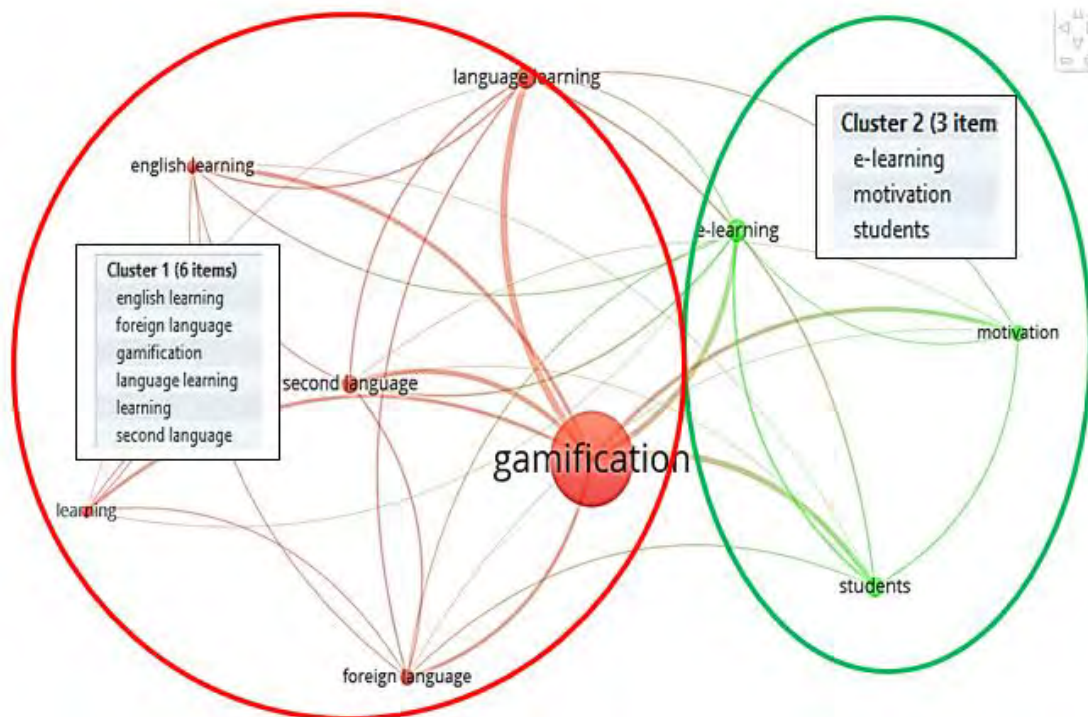 language learning
english learning
Cluster 1 (6 items)
english learning
foreign language
gamification
language learning
learning
second language
second language
gamification
learning
foreign language
Cluster 2 (3 item
e-learning
motivation
students
e-learning
motivation
students